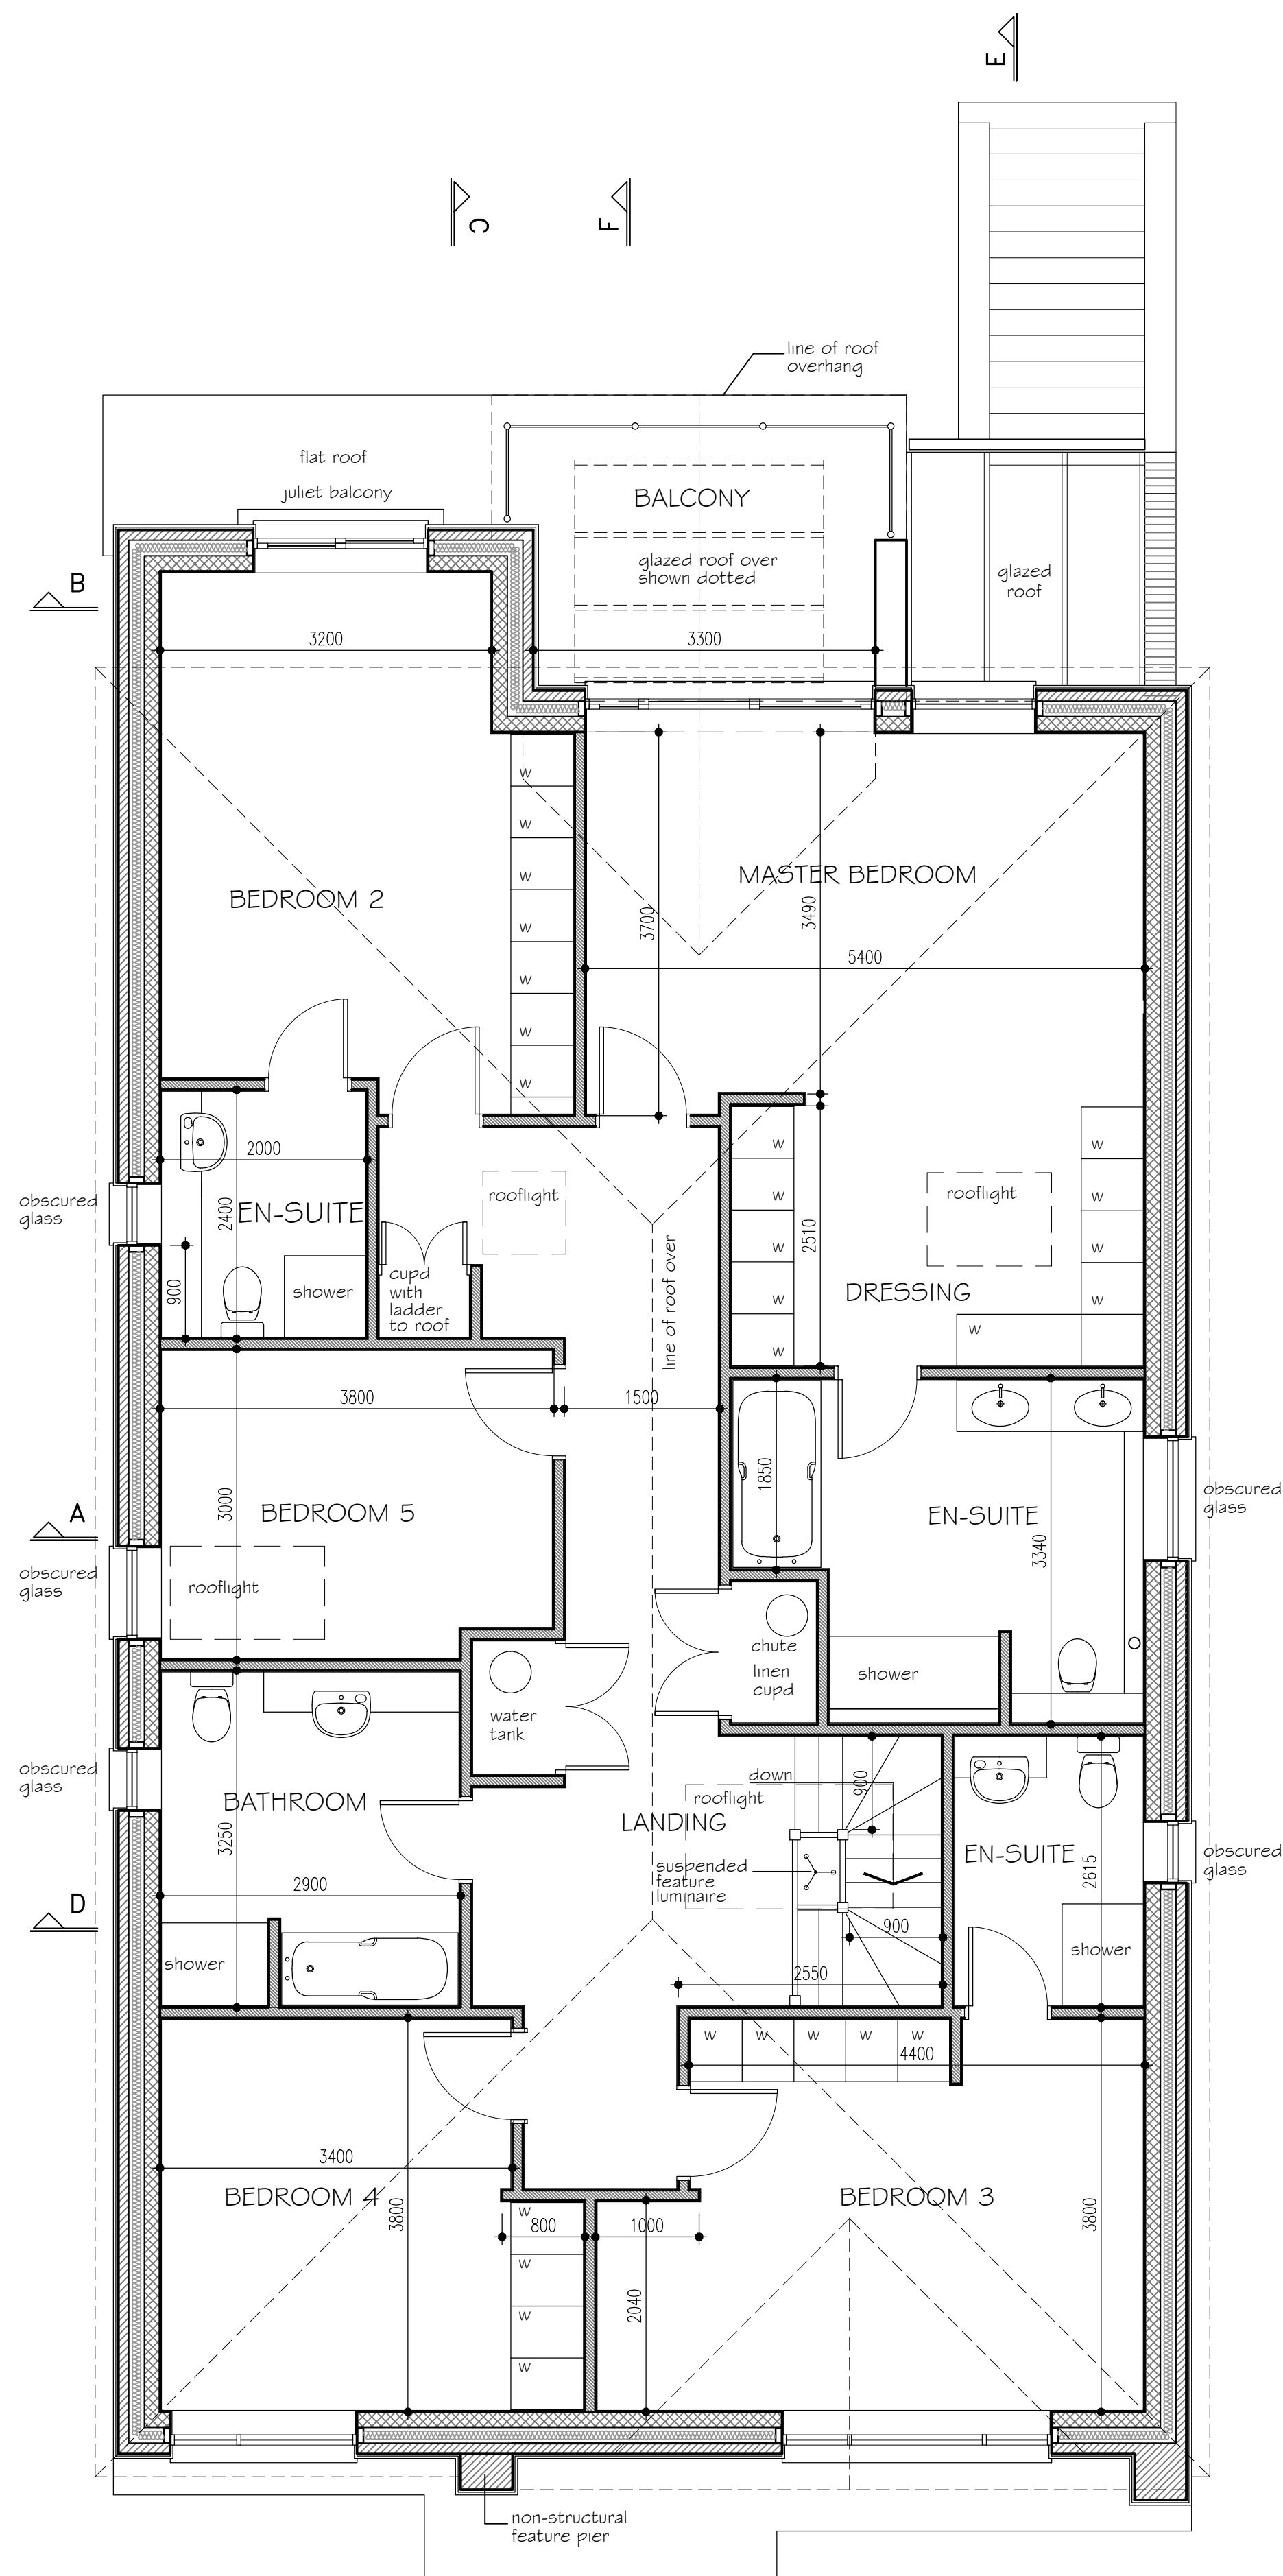 E
C
F
line of roof
overhang
flat roof
juliet balcony
BALCONY
glazed roof over
shown dotted
glazed
roof
B
3200
3300
W
W
W
W
W
W
W
MASTER BEDROOM
BEDROOM 2
3700
3490
5400
2000
2400
EN-SUITE
obscured
glass
900
shower
rooflight
cupd
with
ladder
to roof
line of roof over
W
W
W
W
W
2510
rooflight
W
W
W
W
W
DRESSING
3800
1500
3000
BEDROOM 5
A
obscured
glass
rooflight
1850
EN-SUITE
3340
obscured
glass
chute
linen
cupd
shower
water
tank
obscured
glass
BATHROOM
3250
2900
D
shower
LANDING
down
rooflight
900
suspended
feature
luminaire
900
2550
EN-SUITE
2615
obscured
glass
shower
W
W
W
W
W
4400
3400
BEDROOM 4
3800
W
W
W
W
800
1000
2040
BEDROOM 3
3800
non-structural
feature pier